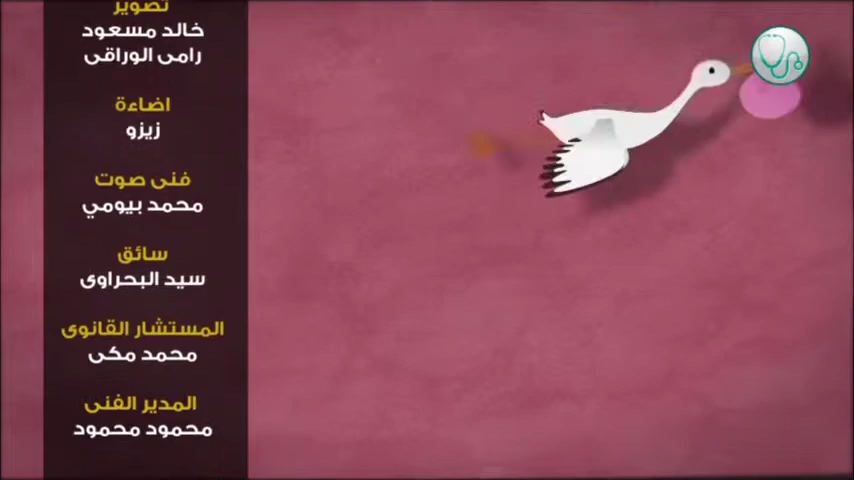 تصوير
خالد مسعود
رامى الوراقى
اضاءة
زيزو
فنى صوت
محمد بيومي
سائق
سيد البحراوى
المستشار القانوى
محمد مكى
المدير الفنى
محمود محمود